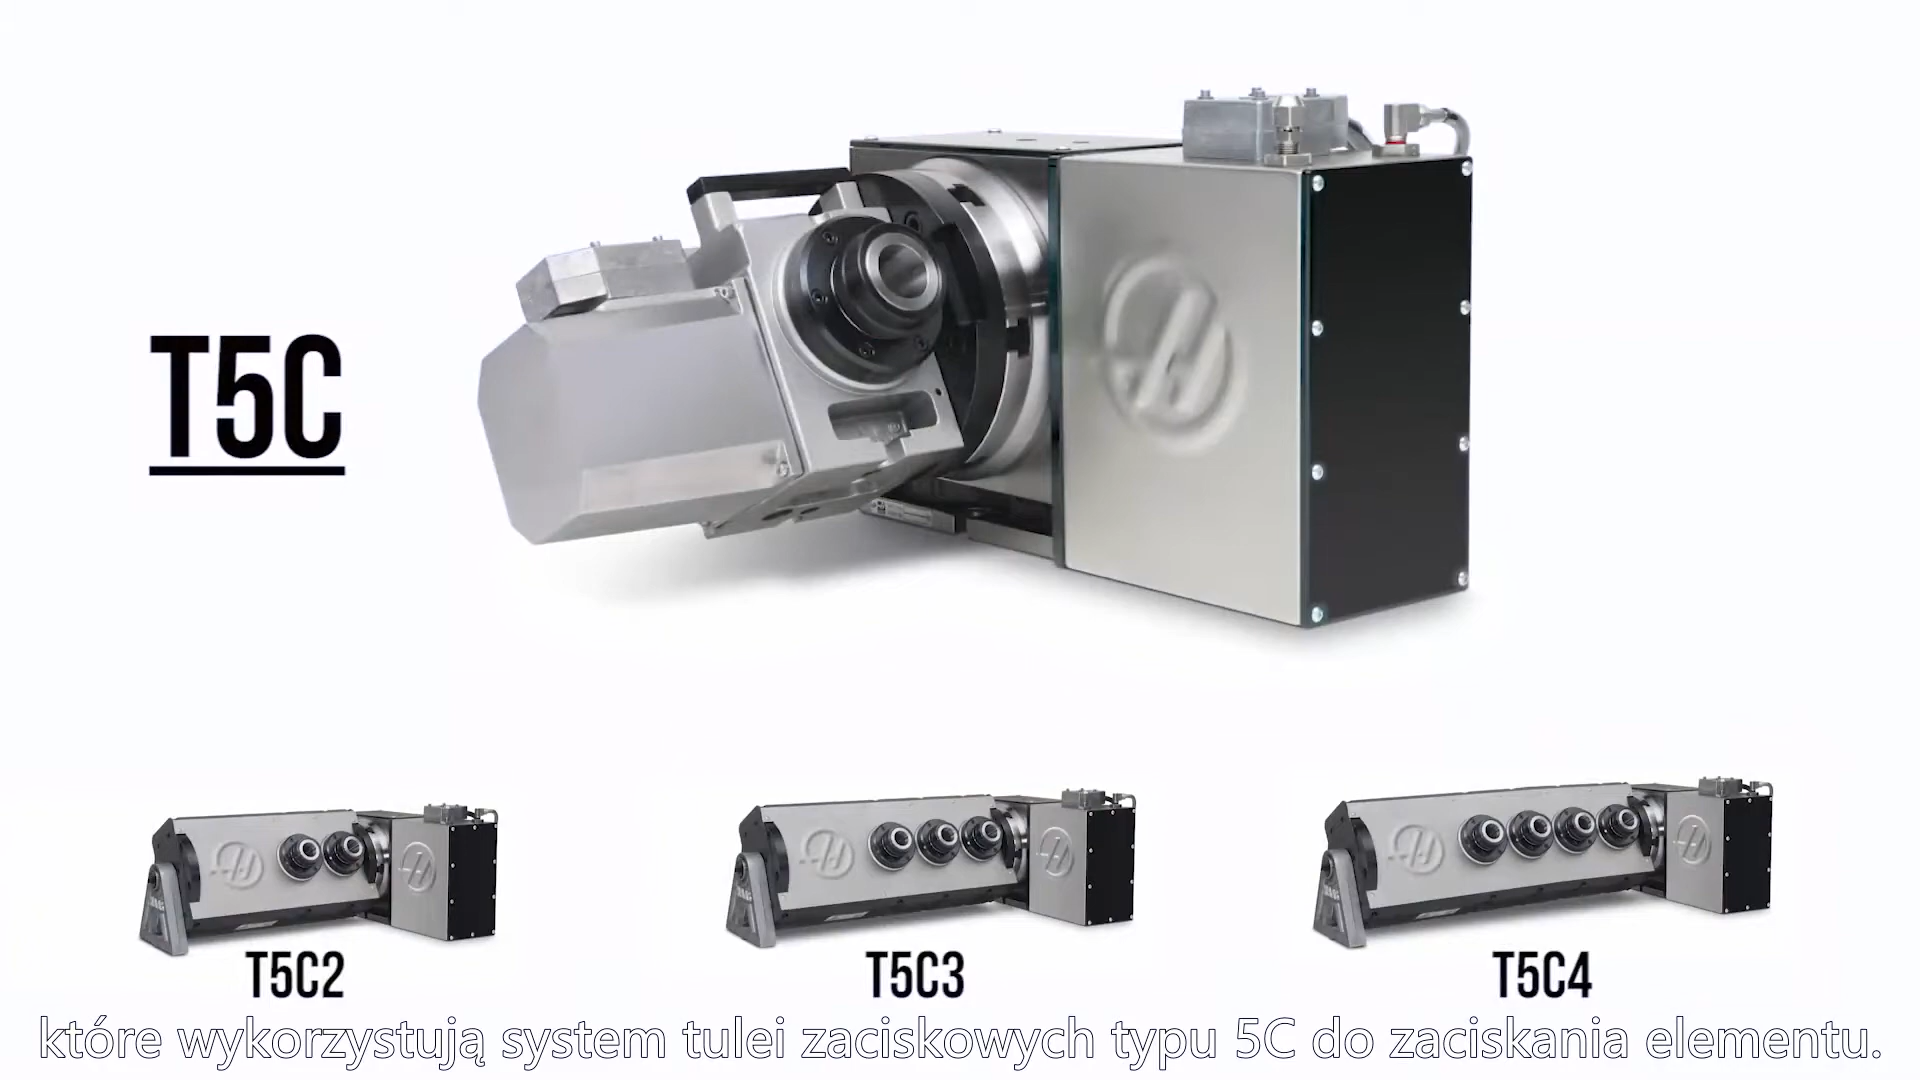 T5C
T5C2
T5C3
T5C4
które wykorzystują system tulei zaciskowych typu 5C do zaciskania elementu.